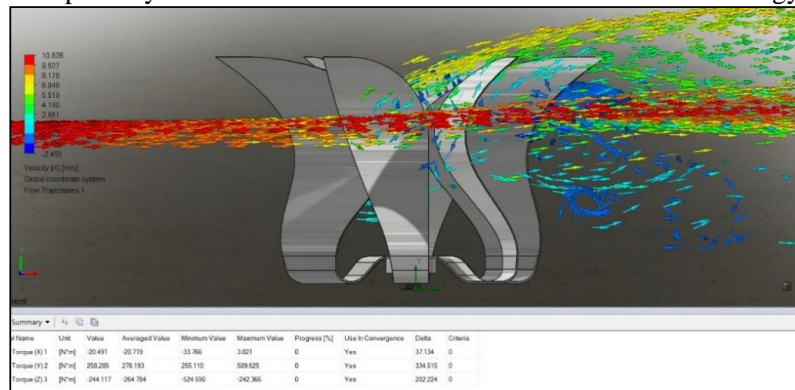 10.836
9.507
8.178
6.848
5.519
4.190
2.861
-2.455
Velocity (X) [m/s]
Global coordinate system
Flow Trajectories 1
Summary
Name Unit Value Averaged Value Minimum Value Maximum Value Progress [%] Use In Convergence Delta Criteria
Torque (X) 1 [N*m] -20.491 -20.719 -33.766 3.821 0 Yes 37.134 0
Torque (Y) 2 [N*m] 258.285 278.193 255.110 589.625 0 Yes 334.515 0
Torque (Z) 3 [N*m] -244.117 -264.784 -524.590 -242.366 0 Yes 282.224 0